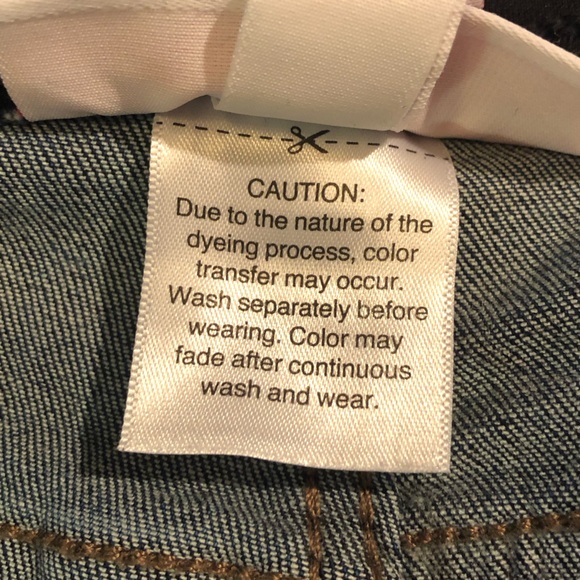 CAUTION:
Due to the nature of the
dyeing process, color
transfer may occur.
Wash separately before
wearing. Color may
fade after continuous
wash and wear.